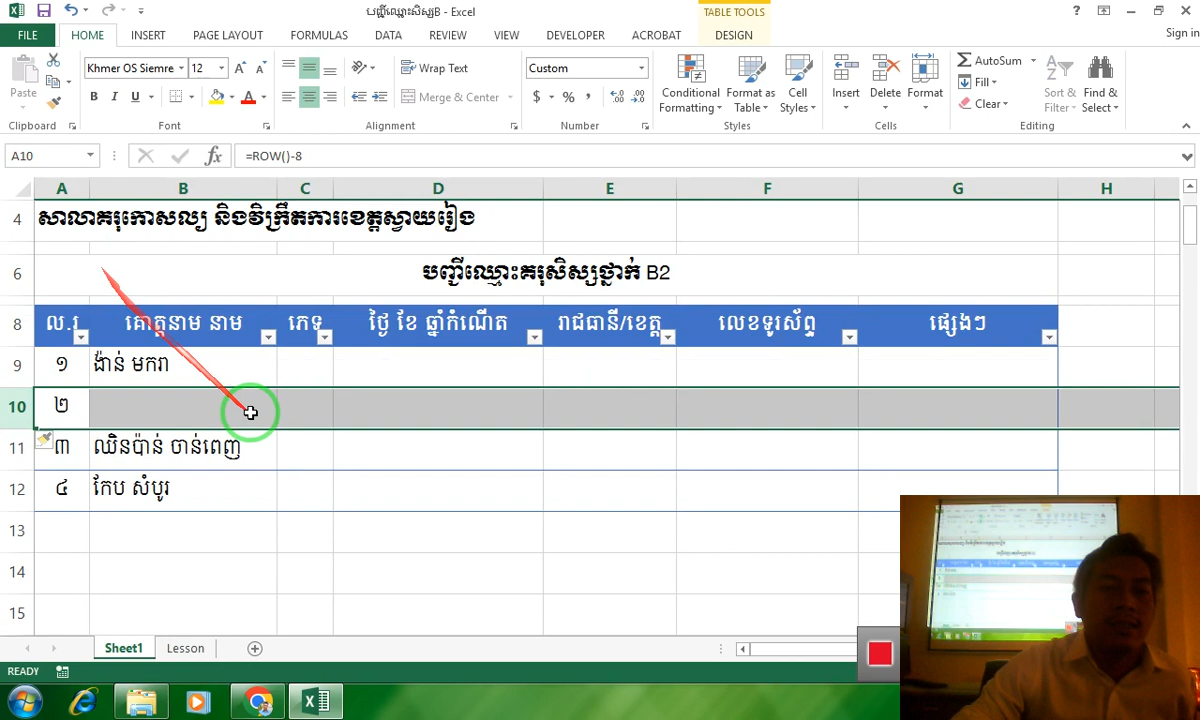 បញ្ជីឈ្មោះសិស្សB - Excel
TABLE TOOLS
Sign in
FILE HOME INSERT PAGE LAYOUT FORMULAS DATA REVIEW VIEW DEVELOPER ACROBAT DESIGN
Paste
Khmer OS Siemre 12
B I U
Wrap Text
Merge & Center
Custom
$ % ,
Conditional Formatting
Format as Table
Cell Styles
Insert
Delete
Format
AutoSum
Fill
Clear
Sort & Filter
Find & Select
Clipboard Font Alignment Number Styles Cells Editing
A10 fx =ROW()-8
A B C D E F G H
4 សាលាគរុកោសល្យ និងវិក្រឹតការខេត្តស្វាយរៀង
6 បញ្ជីឈ្មោះគរុសិស្សថ្នាក់ B2
8 ល.រ គោត្តនាម នាម ភេទ ថ្ងៃ ខែ ឆ្នាំកំណើត រាជធានី/ខេត្ត លេខទូរស័ព្ទ ផ្សេងៗ
9 ១ ង៉ាន់ មករា
10 ២
11 ៣ ឈិនប៉ាន់ ចាន់ពេញ
12 ៤ កែប សំបូរ
13
14
15
Sheet1 Lesson
READY